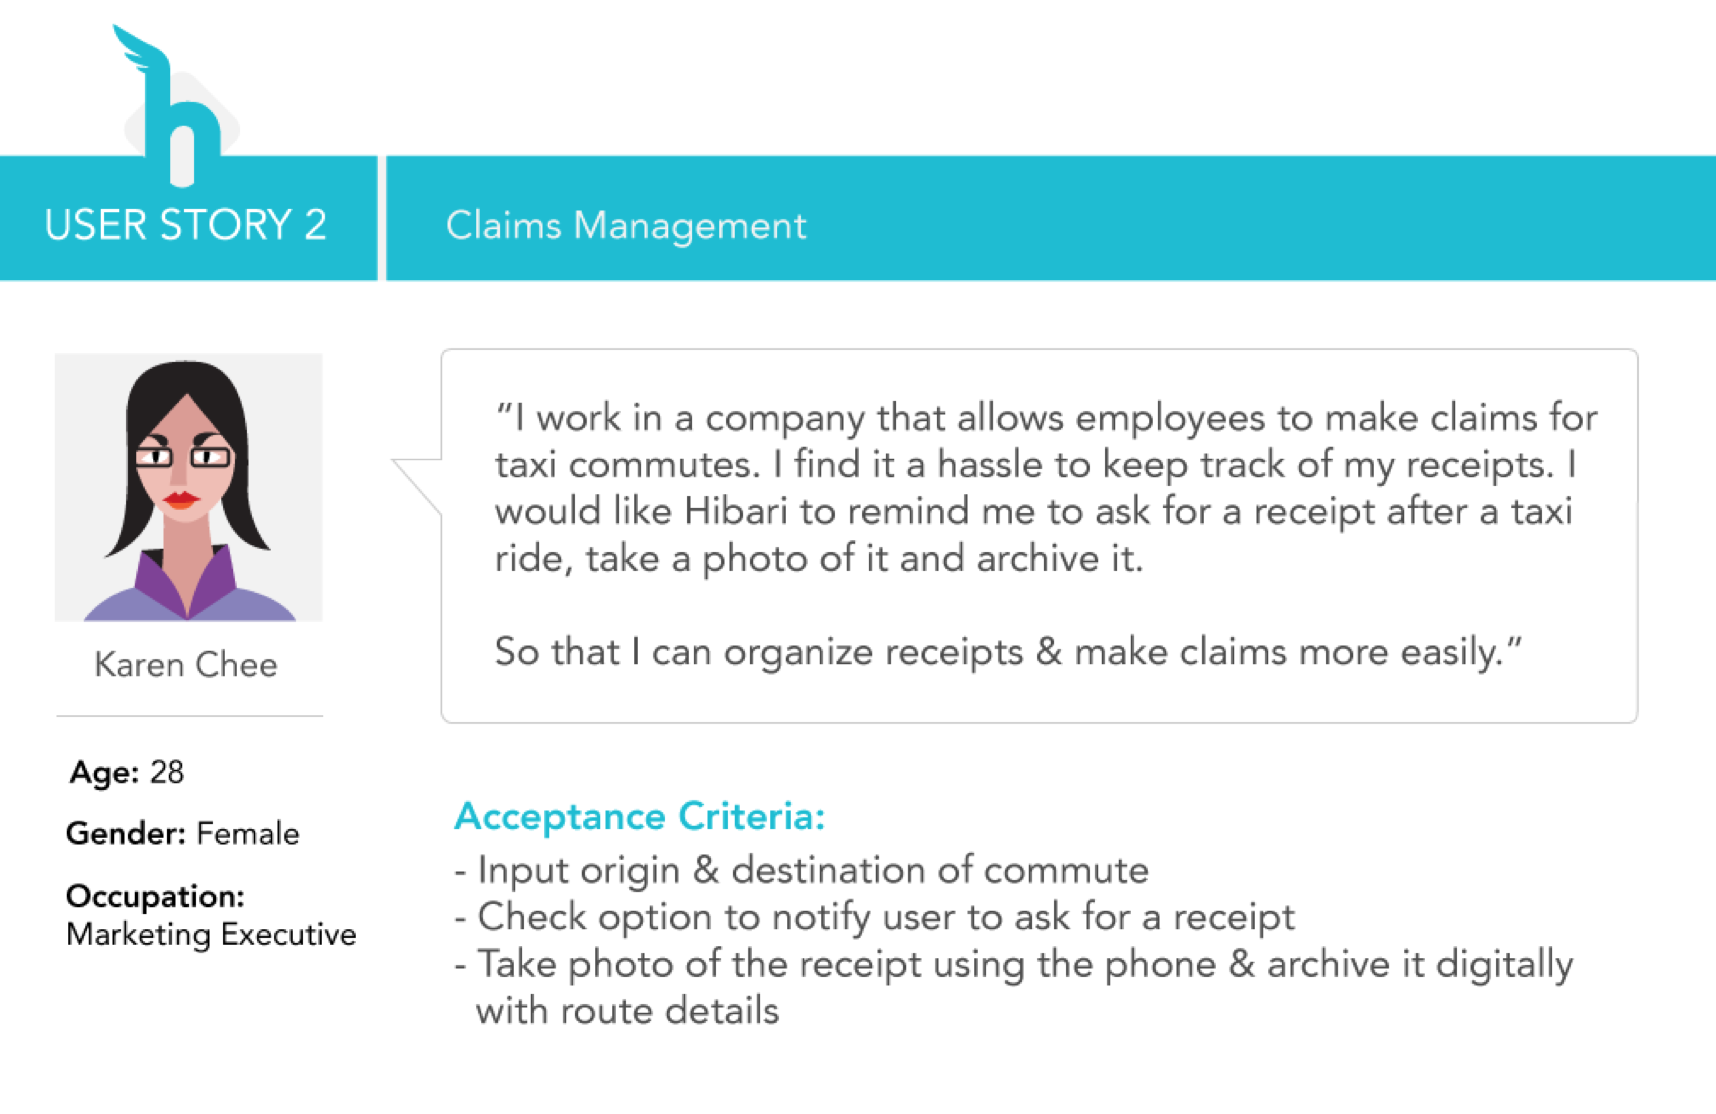 h
USER STORY 2
Claims Management
"I work in a company that allows employees to make claims for
taxi commutes. I find it a hassle to keep track of my receipts. I
would like Hibari to remind me to ask for a receipt after a taxi
ride, take a photo of it and archive it.
So that I can organize receipts & make claims more easily."
Karen Chee
Age: 28
Gender: Female
Occupation:
Marketing Executive
Acceptance Criteria:
- Input origin & destination of commute
- Check option to notify user to ask for a receipt
- Take photo of the receipt using the phone & archive it digitally
with route details